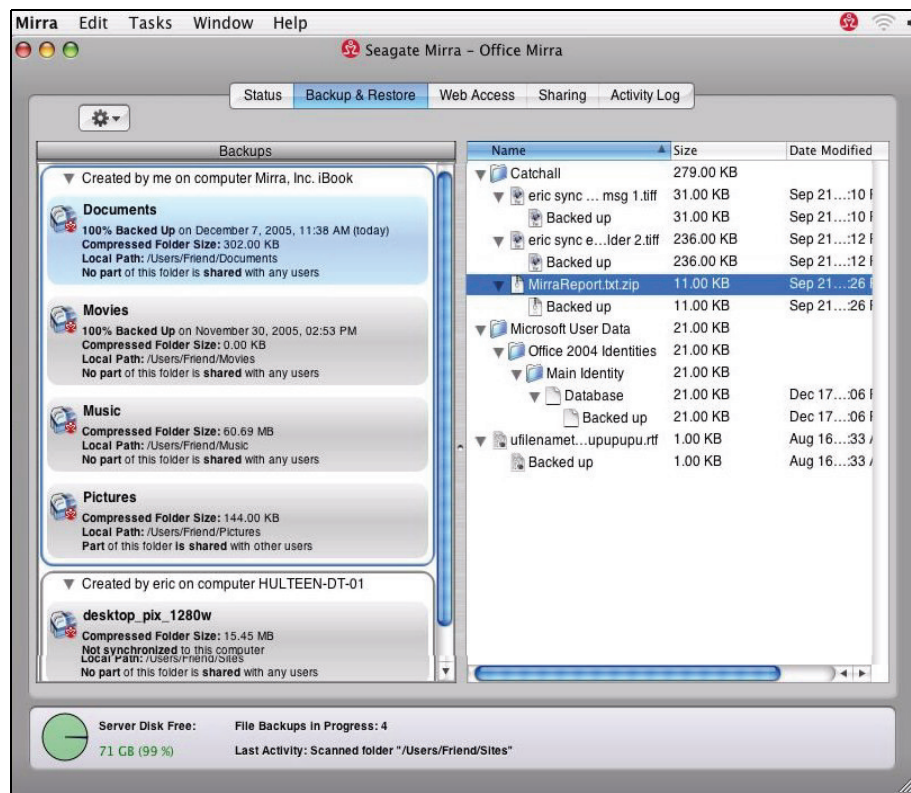 Mirra Edit Tasks Window Help
Seagate Mirra – Office Mirra
Status Backup & Restore Web Access Sharing Activity Log
Backups
Created by me on computer Mirra, Inc. iBook
Documents
100% Backed Up on December 7, 2005, 11:38 AM (today)
Compressed Folder Size: 302.00 KB
Local Path: /Users/Friend/Documents
No part of this folder is shared with any users
Movies
100% Backed Up on November 30, 2005, 02:53 PM
Compressed Folder Size: 0.00 KB
Local Path: /Users/Friend/Movies
No part of this folder is shared with any users
Music
Compressed Folder Size: 60.69 MB
Local Path: /Users/Friend/Music
No part of this folder is shared with any users
Pictures
Compressed Folder Size: 144.00 KB
Local Path: /Users/Friend/Pictures
Part of this folder is shared with other users
Created by eric on computer HULTEEN-DT-01
desktop_pix_1280w
Compressed Folder Size: 15.45 MB
Not synchronized to this computer
Local Path: /Users/Friend/Sites
No part of this folder is shared with any users
Name Size Date Modified
Catchall 279.00 KB
eric sync ... msg 1.tiff 31.00 KB Sep 21...:10
Backed up 31.00 KB Sep 21...:10
eric sync e...lder 2.tiff 236.00 KB Sep 21...:12
Backed up 236.00 KB Sep 21...:12
MirraReport.txt.zip 11.00 KB Sep 21...:26
Backed up 11.00 KB Sep 21...:26
Microsoft User Data 21.00 KB
Office 2004 Identities 21.00 KB
Main Identity 21.00 KB
Database 21.00 KB Dec 17...:06
Backed up 21.00 KB Dec 17...:06
ufilenamet...upupupu.rtf 1.00 KB Aug 16...:33
Backed up 1.00 KB Aug 16...:33
Server Disk Free: File Backups in Progress: 4
71 GB (99 %) Last Activity: Scanned folder "/Users/Friend/Sites"